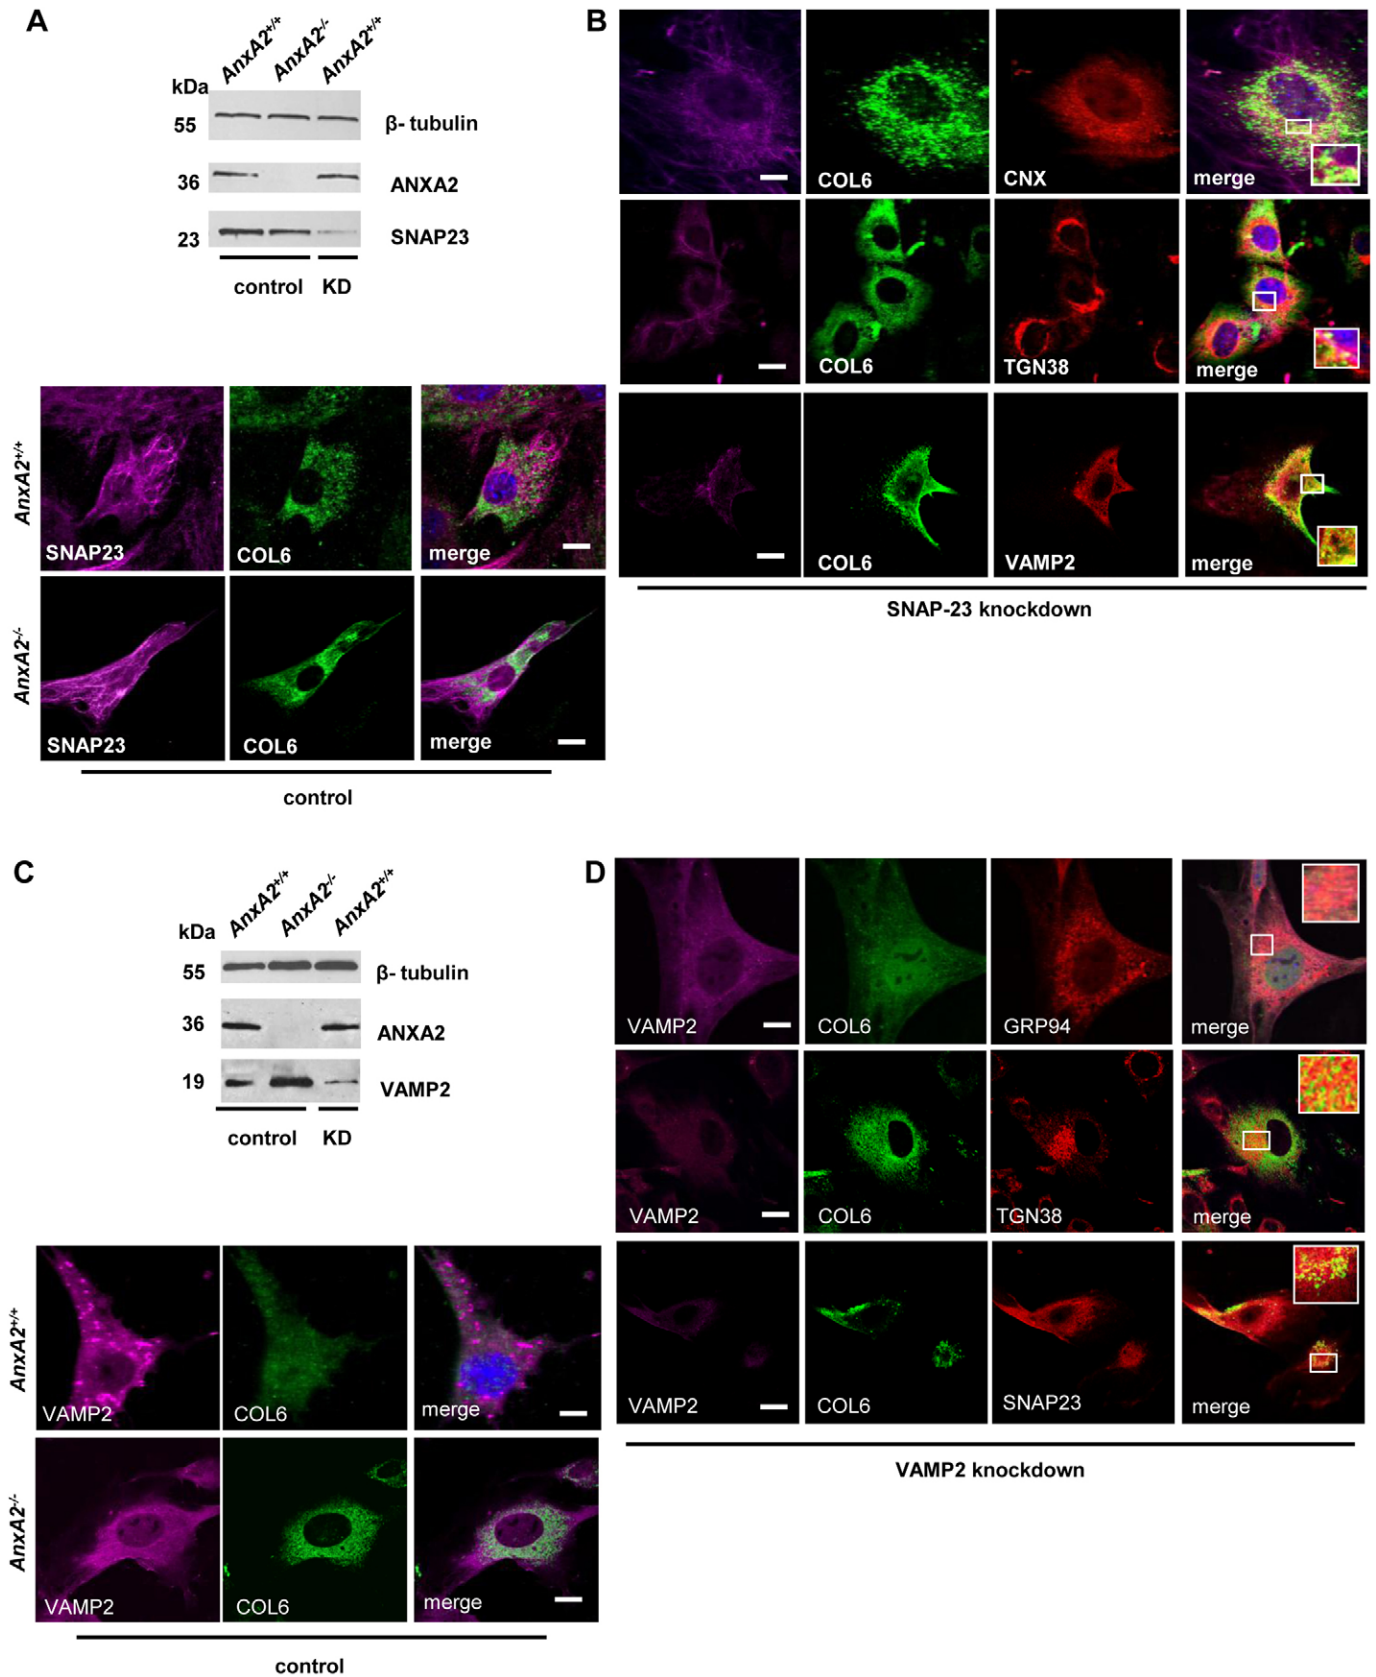 A
AnxA2+/+ AnxA2-/- AnxA2+/+
kDa
55 β- tubulin
36 ANXA2
23 SNAP23
control KD
AnxA2+/+
SNAP23 COL6 merge
AnxA2-/-
SNAP23 COL6 merge
control
B
COL6 CNX merge
COL6 TGN38 merge
COL6 VAMP2 merge
SNAP-23 knockdown
C
AnxA2+/+ AnxA2-/- AnxA2+/+
kDa
55 β- tubulin
36 ANXA2
19 VAMP2
control KD
AnxA2+/+
VAMP2 COL6 merge
AnxA2-/-
VAMP2 COL6 merge
control
D
VAMP2 COL6 GRP94 merge
VAMP2 COL6 TGN38 merge
VAMP2 COL6 SNAP23 merge
VAMP2 knockdown